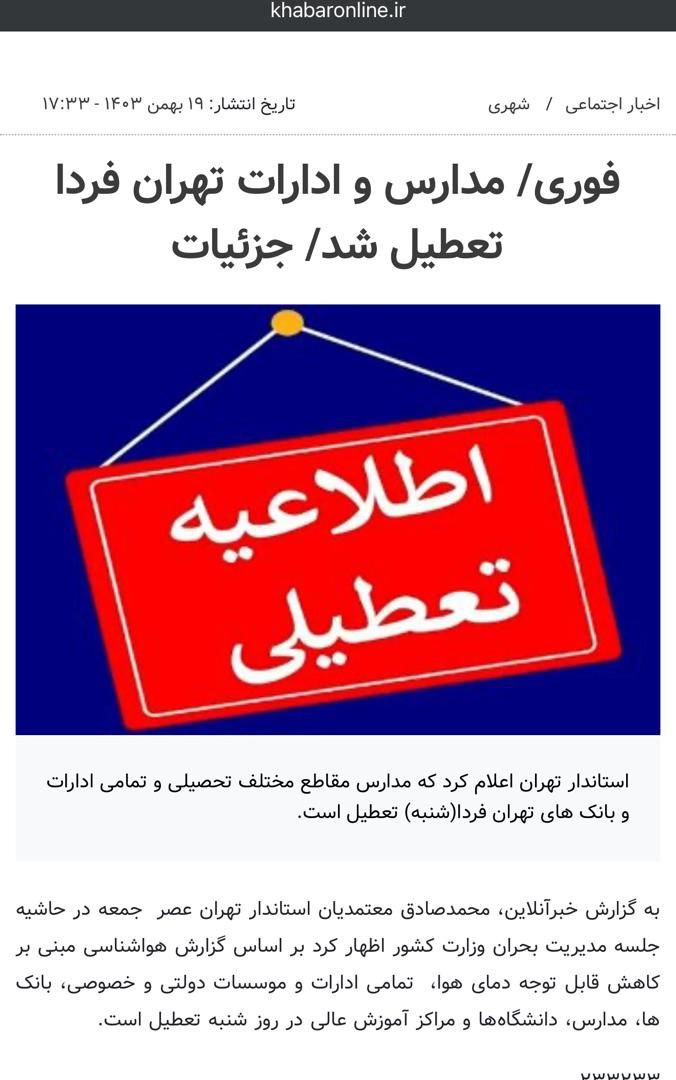 khabaronline.ir
اخبار اجتماعی / شهری
تاریخ انتشار: ۱۹ بهمن ۱۴۰۳ - ۱۷:۳۳
فوری/ مدارس و ادارات تهران فردا
تعطیل شد/ جزئیات
اطلاعیه
تعطیلی
استاندار تهران اعلام کرد که مدارس مقاطع مختلف تحصیلی و تمامی ادارات
و بانک های تهران فردا(شنبه) تعطیل است.
به گزارش خبرآنلاین، محمدصادق معتمدیان استاندار تهران عصر جمعه در حاشیه
جلسه مدیریت بحران وزارت کشور اظهار کرد بر اساس گزارش هواشناسی مبنی بر
کاهش قابل توجه دمای هوا، تمامی ادارات و موسسات دولتی و خصوصی، بانک
ها، مدارس، دانشگاه‌ها و مراکز آموزش عالی در روز شنبه تعطیل است.
۲۳۳۲۳۳